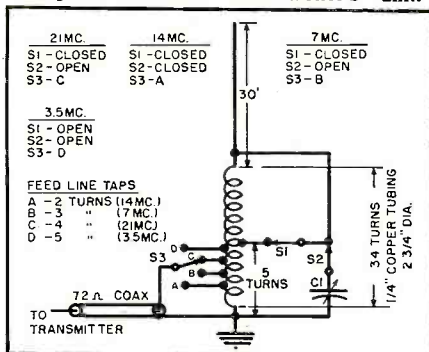 21MC.
S1-CLOSED
S2-OPEN
S3-C
14MC.
S1-CLOSED
S2-CLOSED
S3-A
7MC.
S1-CLOSED
S2-OPEN
S3-B
3.5MC.
S1-OPEN
S2-OPEN
S3-D
30'
FEED LINE TAPS
A -2 TURNS (14MC.)
B -3 " (7MC.)
C -4 " (21MC)
D -5 " (3.5MC.)
D
C
B
A
S3
S1
S2
C1
5
TURNS
34 TURNS
1/4" COPPER TUBING
2 3/4" DIA.
72 Ω COAX
TO
TRANSMITTER